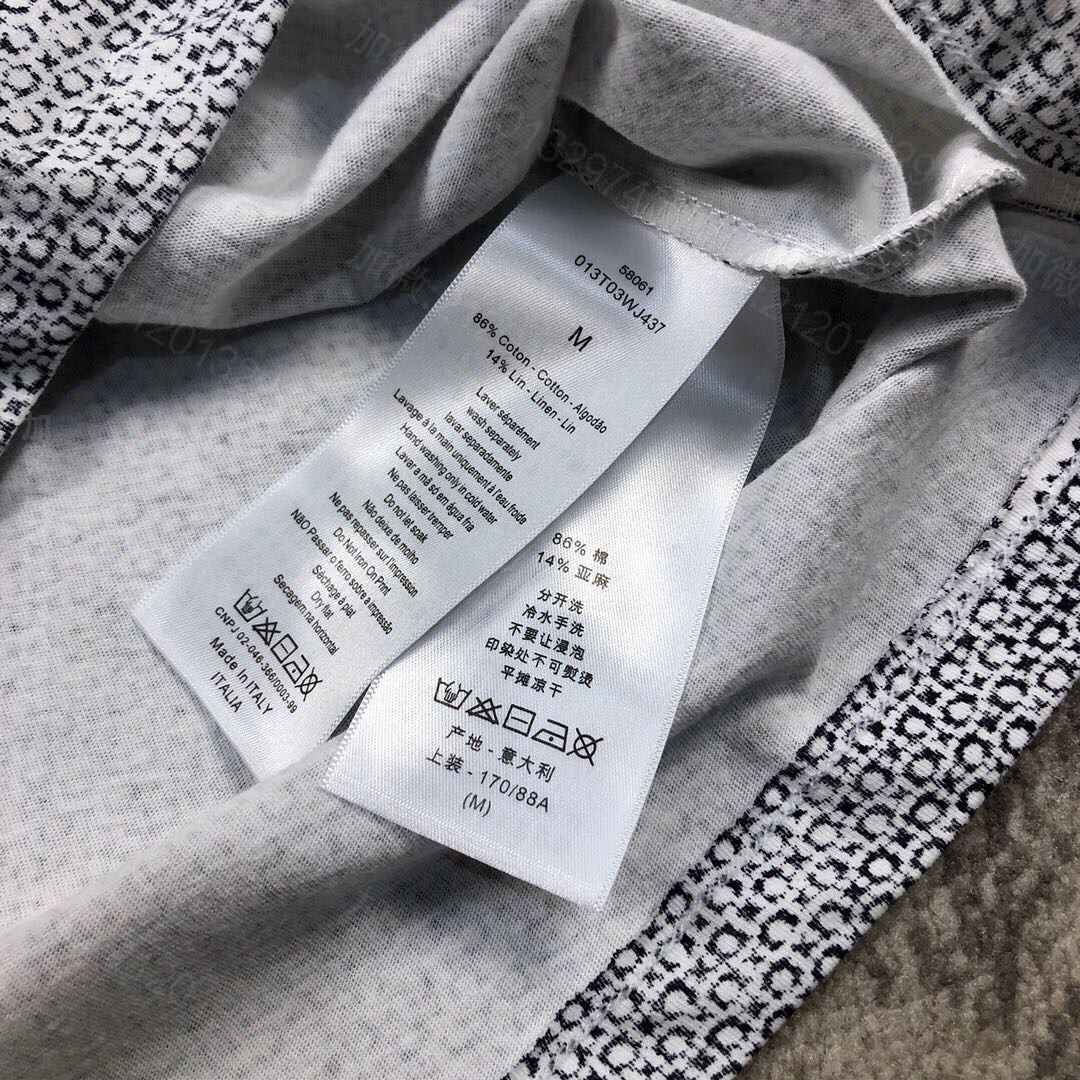 58061
013T03WJ437
M
86% Coton - Cotton - Algodão
14% Lin - Linen - Lin
Laver séparément
wash separately
lavar separadamente
Lavage à la main uniquement à l'eau froide
Hand washing only in cold water
Lavar a mã só em água fria
Ne pas laisser tremper
Do not let soak
Não deixe de moiho
Ne pas repasser sur l'impression
Do Not Iron On Print
NãO Passar o ferro sobre a impressão
Séchage à plat
Dry flat
Secagem na horizontal
CNPJ 02-046-366/0003-99
Made In ITALY
ITALIA
86% 棉
14% 亚麻
分开洗
冷水手洗
不要让浸泡
印染处不可熨烫
平摊凉干
产地 - 意大利
上装 - 170/88A
(M)